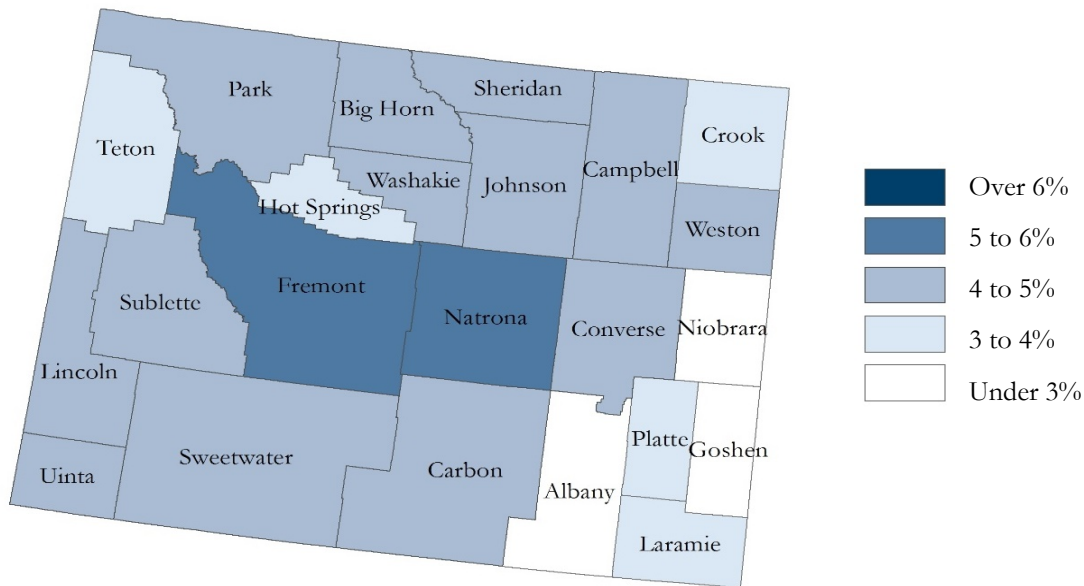 Park
Big Horn
Sheridan
Crook
Teton
Washakie
Johnson
Campbell
Hot Springs
Weston
Sublette
Fremont
Natrona
Converse
Niobrara
Lincoln
Platte
Goshen
Uinta
Sweetwater
Carbon
Albany
Laramie
Over 6%
5 to 6%
4 to 5%
3 to 4%
Under 3%